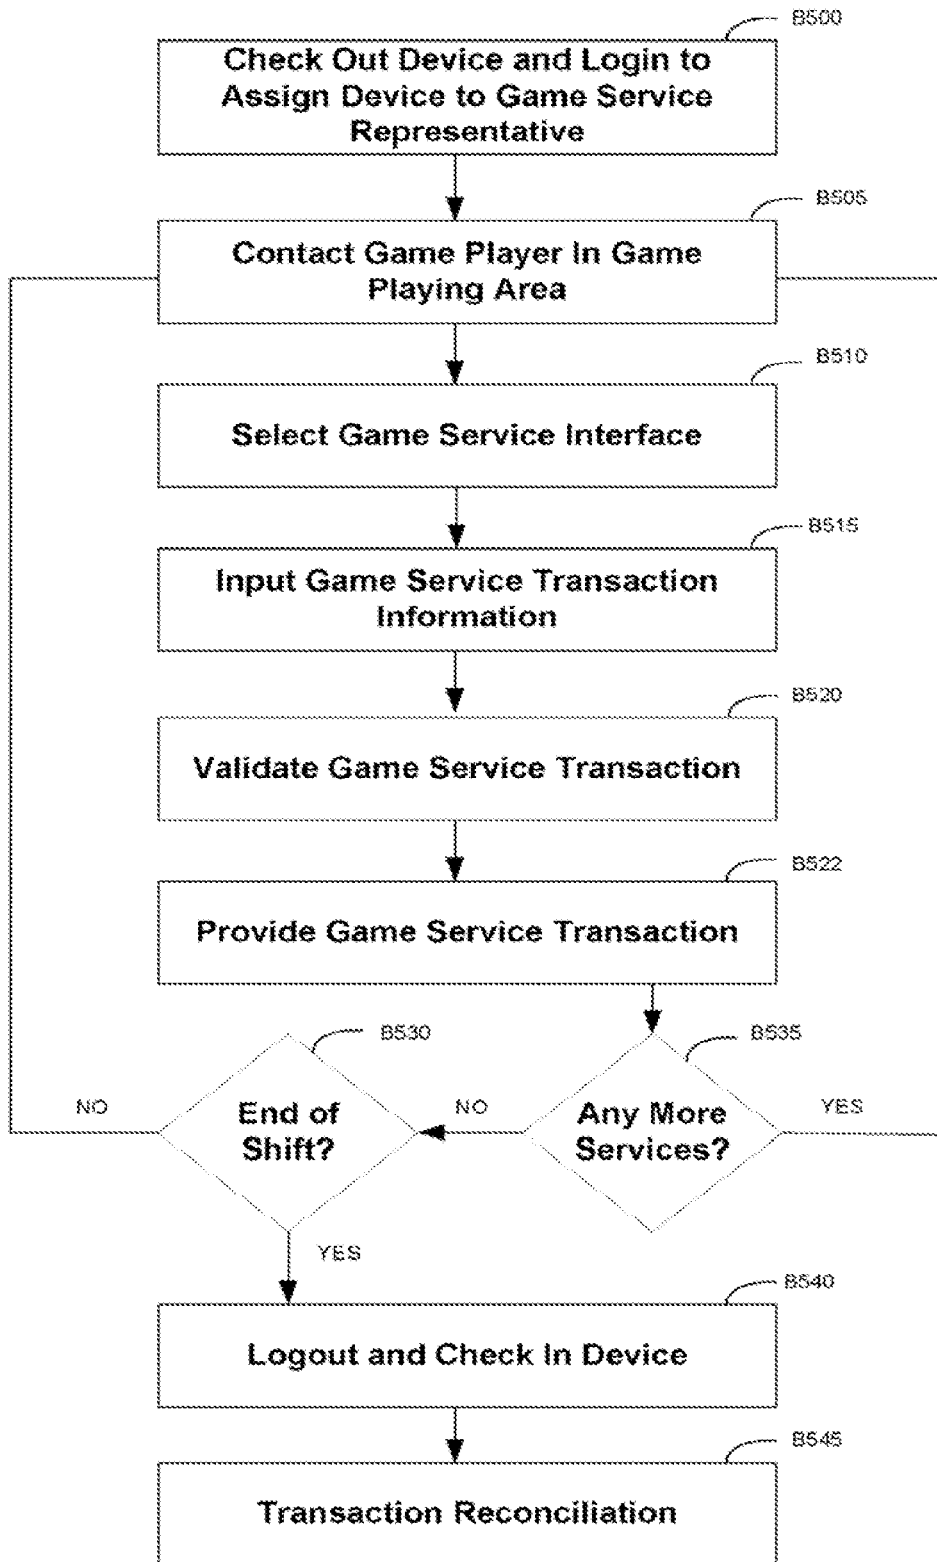 B500
Check Out Device and Login to
Assign Device to Game Service
Representative
B505
Contact Game Player In Game
Playing Area
B510
Select Game Service Interface
B515
Input Game Service Transaction
Information
B520
Validate Game Service Transaction
B522
Provide Game Service Transaction
B530
B535
NO
End of
Shift?
NO
Any More
Services?
YES
YES
B540
Logout and Check In Device
B545
Transaction Reconciliation